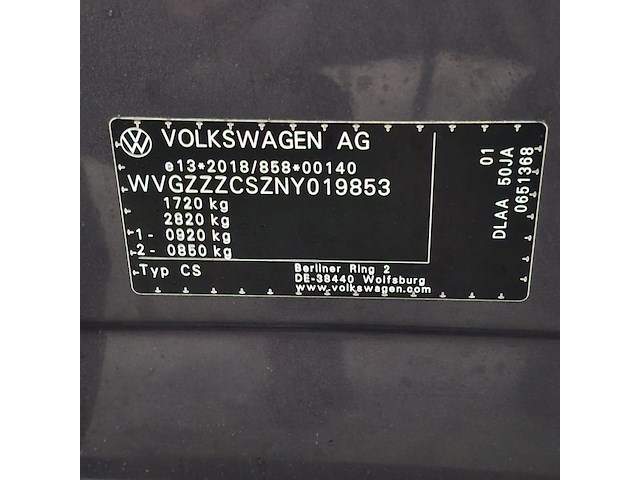 VOLKSWAGEN AG
e13*2018/858*00140
WVGZZZCSZNY019853
1720 kg
2820 kg
1 - 0920 kg
2 - 0850 kg
Typ CS
Berliner Ring 2
DE-38440 Wolfsburg
www.volkswagen.com
01
DLAA 50JA
0651368